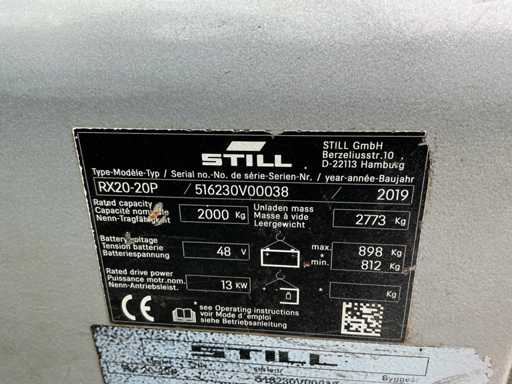 STILL
STILL GmbH
Berzeliusstr.10
D-22113 Hamburg
Type-Modèle-Typ / Serial no.-No. de série-Serien-Nr. / year-année-Baujahr
RX20-20P / 516230V00038 / 2019
Rated capacity
Capacité nominale
Nenn-Tragfähigkeit
2000 Kg
Unladen mass
Masse à vide
Leergewicht
2773 Kg
Battery voltage
Tension batterie
Batteriespannung
48 V
max. 898 Kg
* min. 812 Kg
Rated drive power
Puissance motr.nom.
Nenn-Antriebsleist.
13 KW
* Kg
CE
* see Operating instructions
voir Mode d'emploi
siehe Betriebsanleitung
STILL